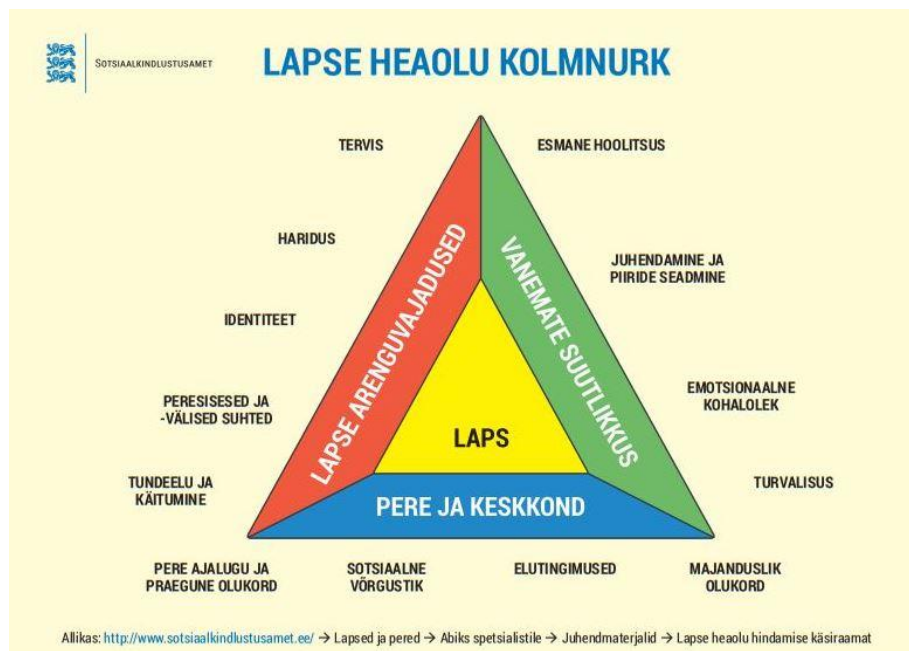 SOTSIAALKINDLUSTUSAMET
LAPSE HEAOLU KOLMNURK
TERVIS
HARIDUS
IDENTITEET
PERESISESED JA
-VÄLISED SUHTED
TUNDEELU JA
KÄITUMINE
LAPSE ARENGUVAJADUSED
ESMANE HOOLITSUS
JUHENDAMINE JA
PIIRIDE SEADMINE
EMOTSIONAALNE
KOHALOLEK
TURVALISUS
VANEMATE SUUTLIKKUS
LAPS
PERE JA KESKKOND
PERE AJALUGU JA
PRAEGUNE OLUKORD
SOTSIAALNE
VÕRGUSTIK
ELUTINGIMUSED
MAJANDUSLIK
OLUKORD
Allikas: http://www.sotsiaalkindlustusamet.ee/ → Lapsed ja pered → Abiks spetsialistile → Juhendmaterjalid → Lapse heaolu hindamise käsiraamat